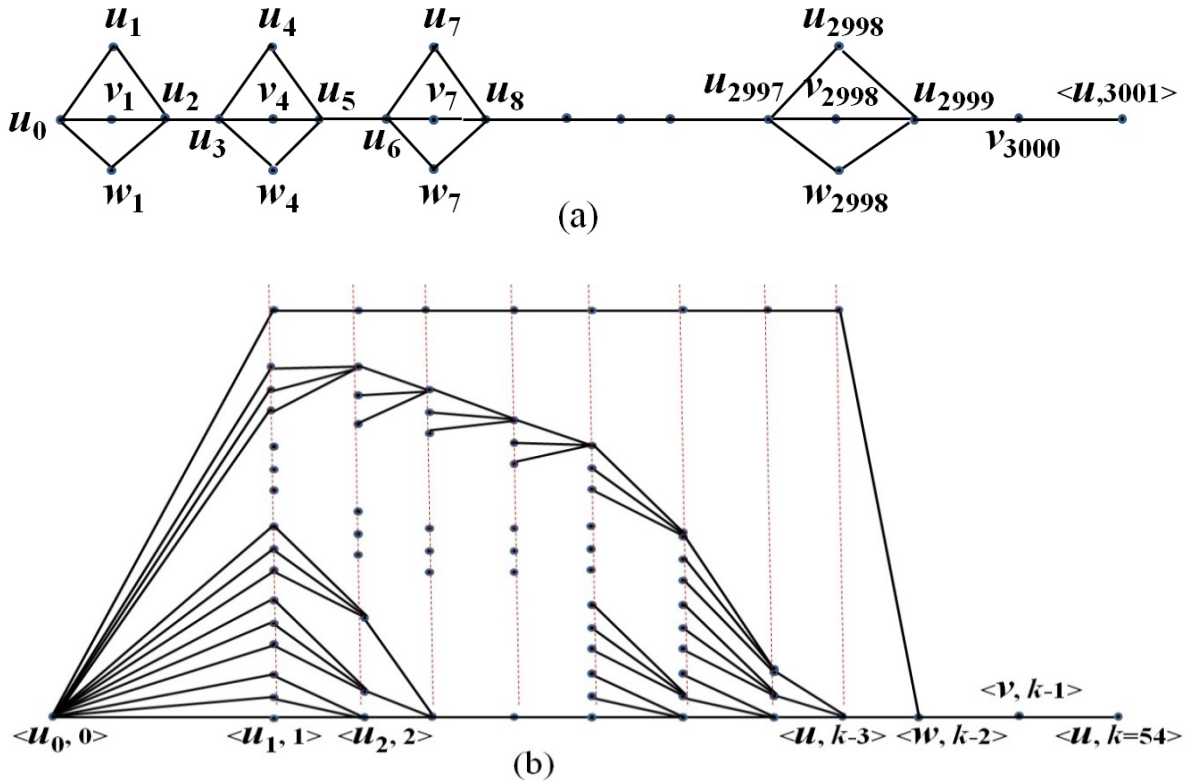 u₁ u₄ u₇ u₂₉₉₈
v₁ u₂ v₄ u₅ v₇ u₈ u₂₉₉₇ v₂₉₉₈ u₂₉₉₉ <u,3001>
u₀ u₃ u₆ v₃₀₀₀
w₁ w₄ w₇ w₂₉₉₈
(a)
<v, k-1>
<u₀, 0> <u₁, 1> <u₂, 2> <u, k-3> <w, k-2> <u, k=54>
(b)